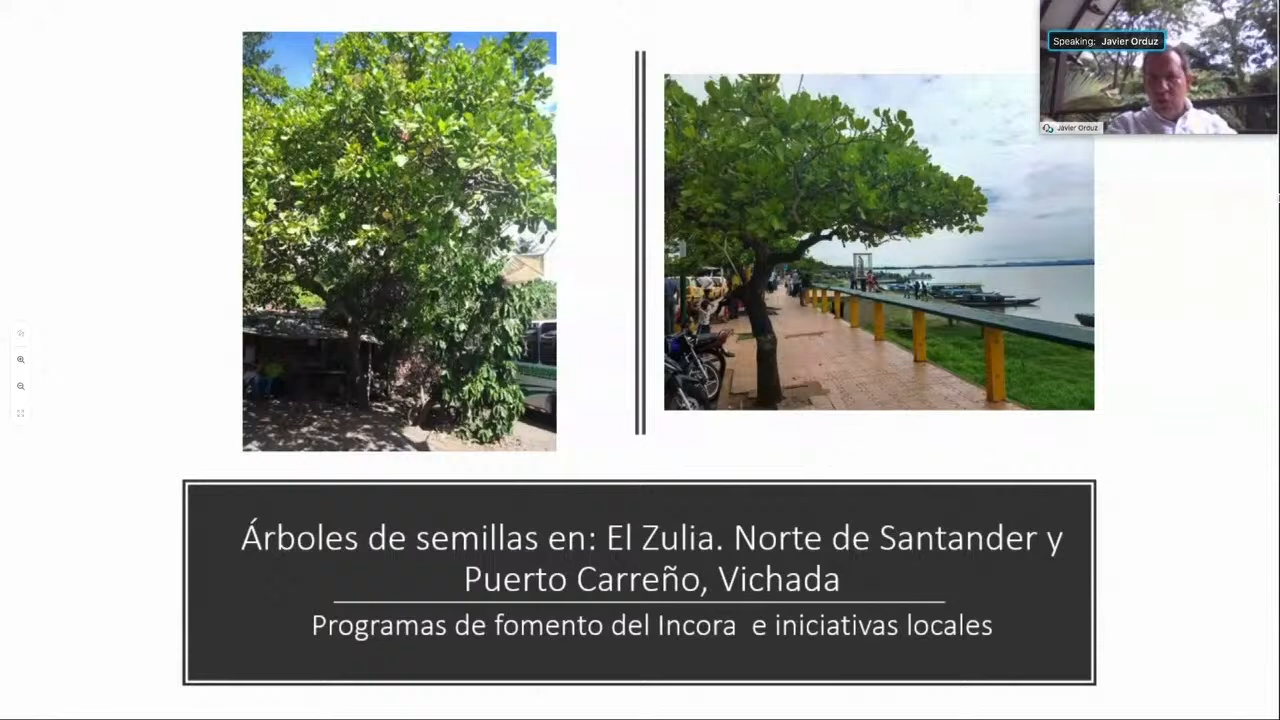 Speaking: Javier Orduz
Javier Orduz
Árboles de semillas en: El Zulia. Norte de Santander y
Puerto Carreño, Vichada
Programas de fomento del Incora e iniciativas locales